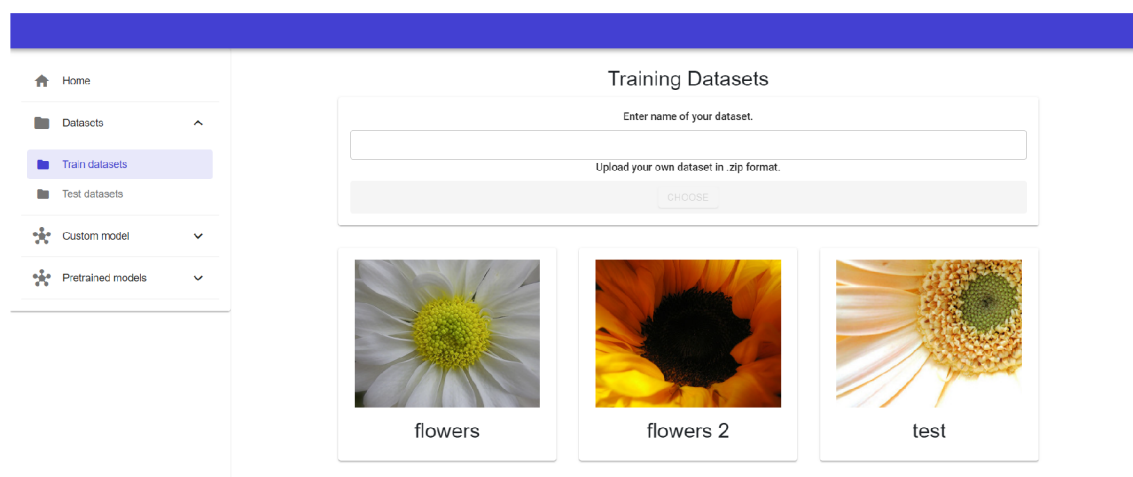 Home
Datasets
Train datasets
Test datasets
Custom model
Pretrained models
Training Datasets
Enter name of your dataset.
Upload your own dataset in .zip format.
CHOOSE
flowers
flowers 2
test